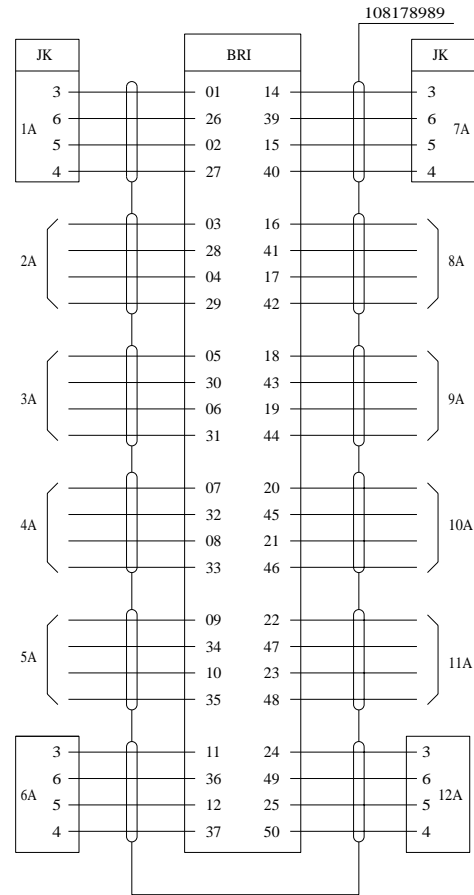 108178989
JK BRI JK
3 01 14 3
6 26 39 6
1A 7A
5 02 15 5
4 27 40 4
03 16
28 41
2A 8A
04 17
29 42
05 18
30 43
3A 9A
06 19
31 44
07 20
32 45
4A 10A
08 21
33 46
09 22
34 47
5A 11A
10 23
35 48
3 11 24 3
6 36 49 6
6A 12A
5 12 25 5
4 37 50 4